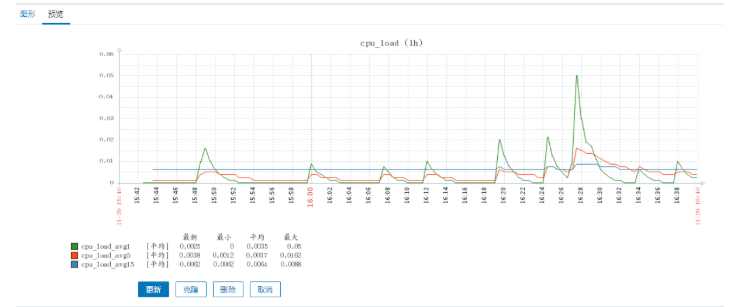 图形 预览
cpu_load (1h)
0.06
0.05
0.04
0.03
0.02
0.01
0
11-29 15:40 15:42 15:44 15:46 15:48 15:50 15:52 15:54 15:56 15:58 16:00 16:02 16:04 16:06 16:08 16:10 16:12 16:14 16:16 16:18 16:20 16:22 16:24 16:26 16:28 16:30 16:32 16:34 16:36 16:38 11-29 15:40
最新 最小 平均 最大
cpu_load_avg1 [平均] 0.0025 0 0.0035 0.05
cpu_load_avg5 [平均] 0.0038 0.0012 0.0037 0.0162
cpu_load_avg15 [平均] 0.0062 0.0062 0.0064 0.0088
更新 克隆 删除 取消